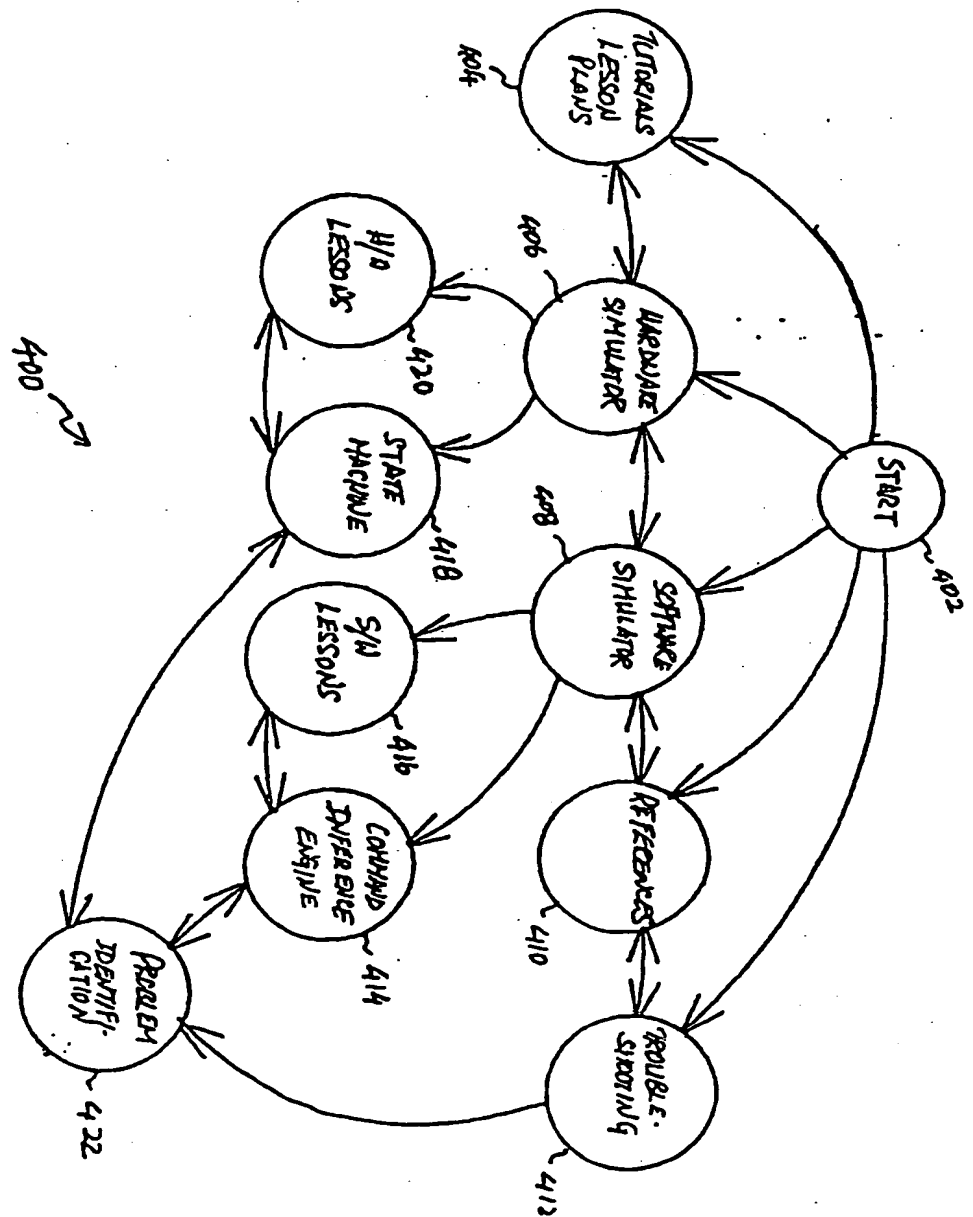 START
402
TUTORIALS
LESSON
PLANS
404
HARDWARE
SIMULATOR
406
SOFTWARE
SIMULATOR
408
REFERENCES
410
TROUBLE-
SHOOTING
412
H/D
LESSONS
420
STATE
MACHINE
418
S/W
LESSONS
416
COMMAND
INFERENCE
ENGINE
414
PROBLEM
IDENTIFI-
CATION
422
400